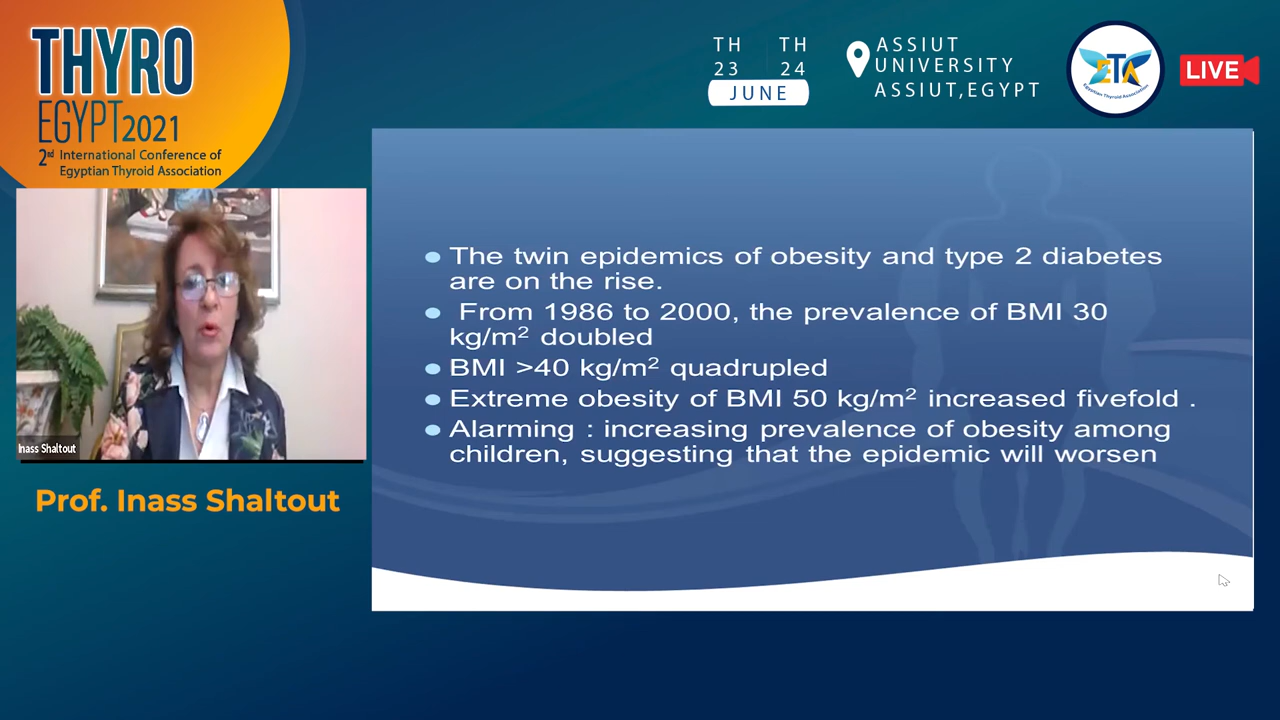 THYRO
EGYPT2021
2nd International Conference of
Egyptian Thyroid Association
TH TH
23 24
JUNE
ASSIUT
UNIVERSITY
ASSIUT,EGYPT
ETA
Egyptian Thyroid Association
LIVE
Inass Shaltout
Prof. Inass Shaltout
The twin epidemics of obesity and type 2 diabetes
are on the rise.
From 1986 to 2000, the prevalence of BMI 30
kg/m² doubled
BMI >40 kg/m² quadrupled
Extreme obesity of BMI 50 kg/m² increased fivefold .
Alarming : increasing prevalence of obesity among
children, suggesting that the epidemic will worsen